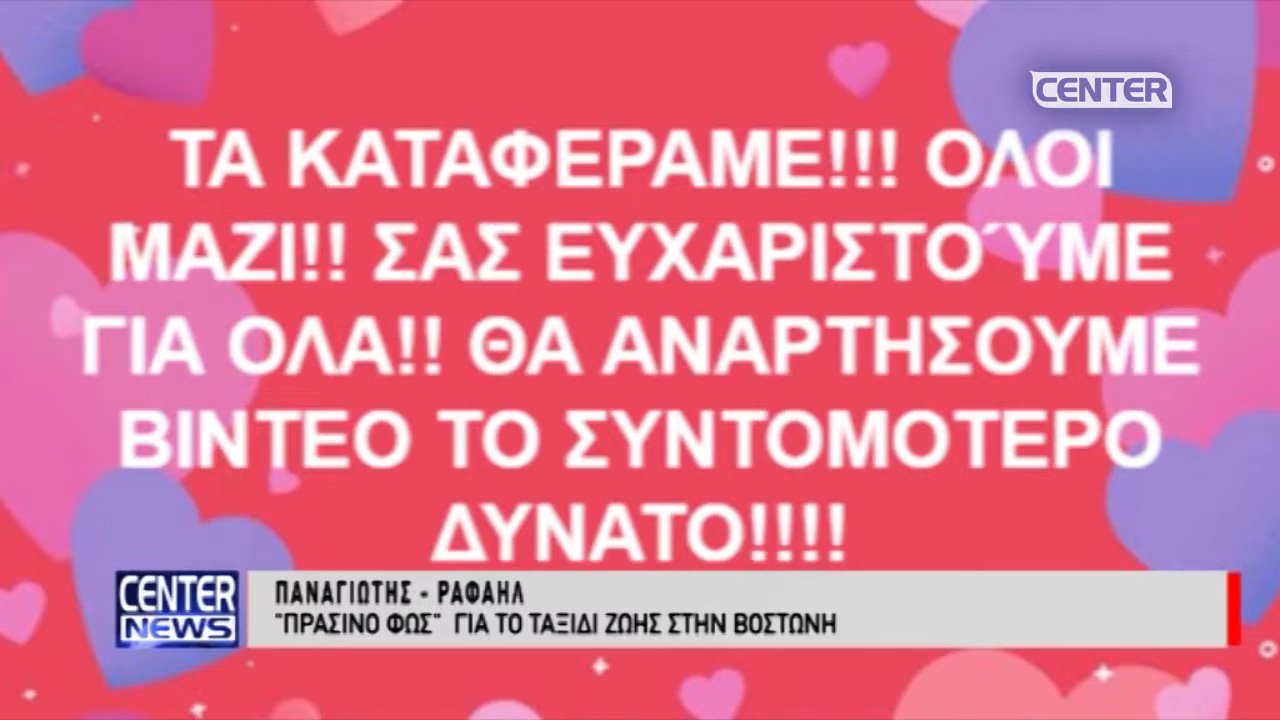 CENTER
ΤΑ ΚΑΤΑΦΕΡΑΜΕ!!! ΟΛΟΙ
ΜΑΖΙ!! ΣΑΣ ΕΥΧΑΡΙΣΤΟΎΜΕ
ΓΙΑ ΟΛΑ!! ΘΑ ΑΝΑΡΤΗΣΟΥΜΕ
ΒΙΝΤΕΟ ΤΟ ΣΥΝΤΟΜΟΤΕΡΟ
ΔΥΝΑΤΟ!!!!
CENTER
NEWS
ΠΑΝΑΓΙΩΤΗΣ - ΡΑΦΑΗΛ
"ΠΡΑΣΙΝΟ ΦΩΣ" ΓΙΑ ΤΟ ΤΑΞΙΔΙ ΖΩΗΣ ΣΤΗΝ ΒΟΣΤΩΝΗ